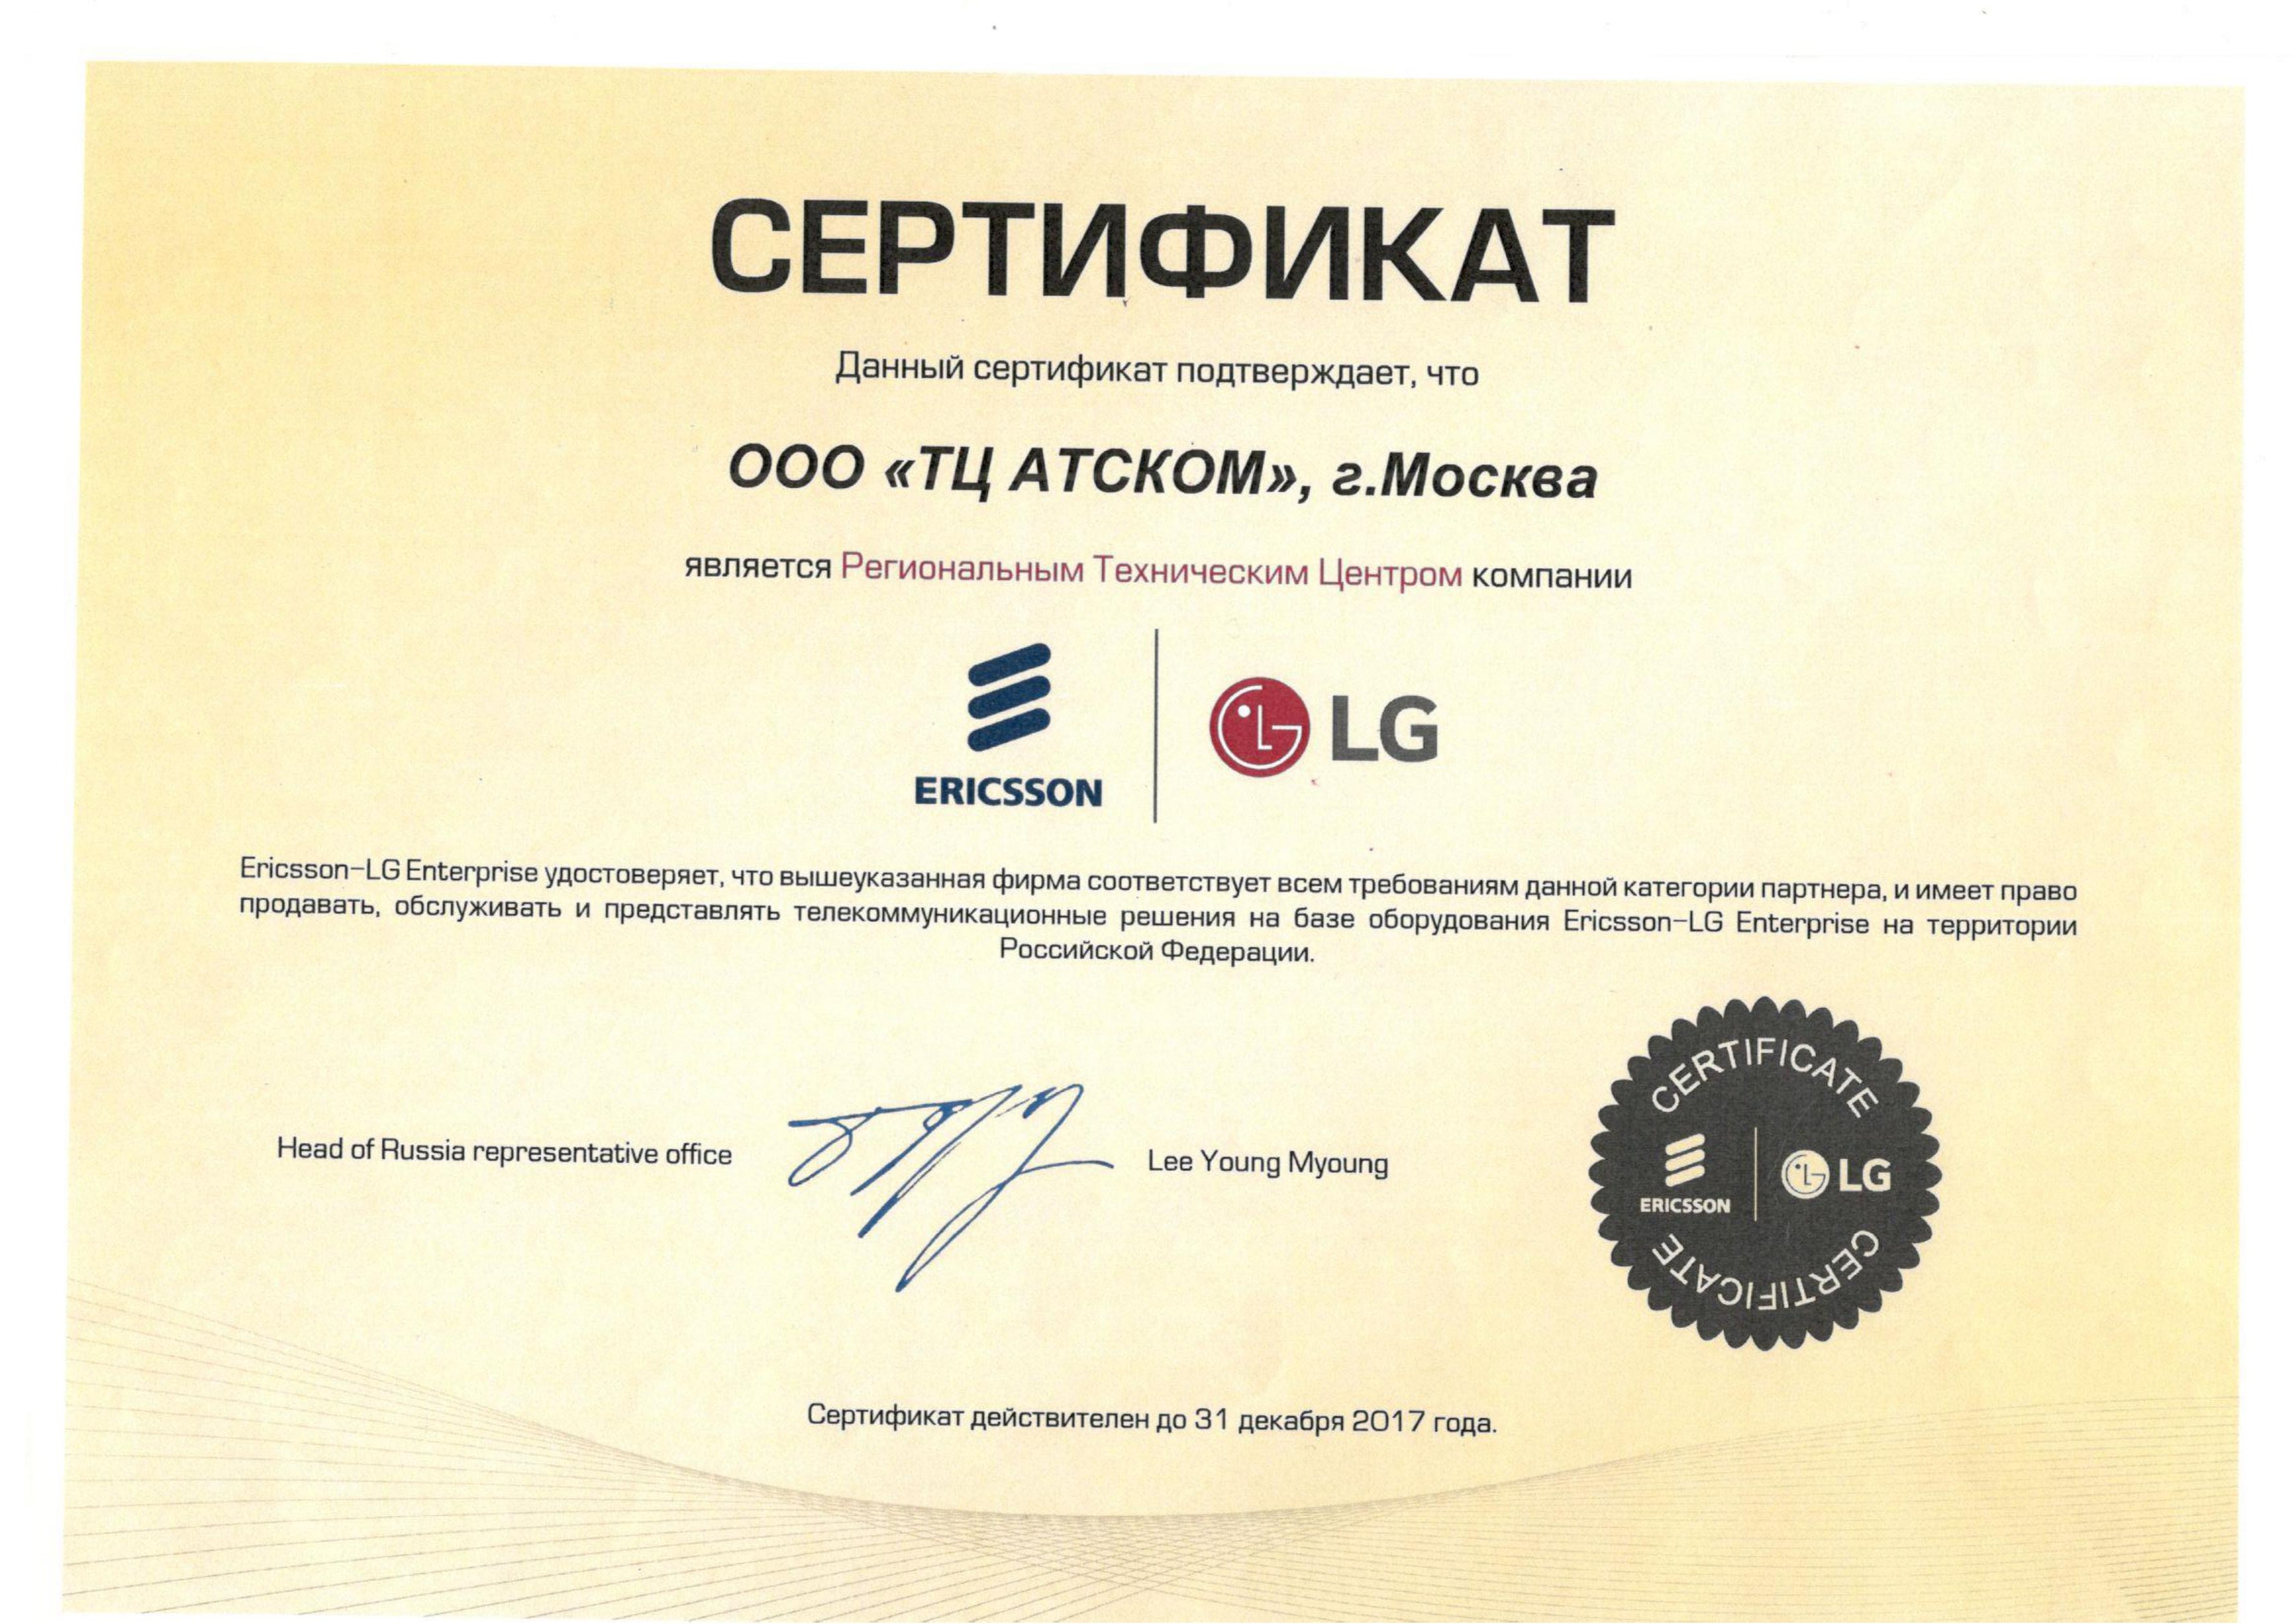 СЕРТИФИКАТ
Данный сертификат подтверждает, что
ООО «ТЦ АТСКОМ», г.Москва
является Региональным Техническим Центром компании
ERICSSON
LG
Ericsson-LG Enterprise удостоверяет, что вышеуказанная фирма соответствует всем требованиям данной категории партнера, и имеет право
продавать, обслуживать и представлять телекоммуникационные решения на базе оборудования Ericsson-LG Enterprise на территории
Российской Федерации.
Head of Russia representative office
Lee Young Myoung
CERTIFICATE
ERICSSON
LG
CERTIFICATE
Сертификат действителен до 31 декабря 2017 года.